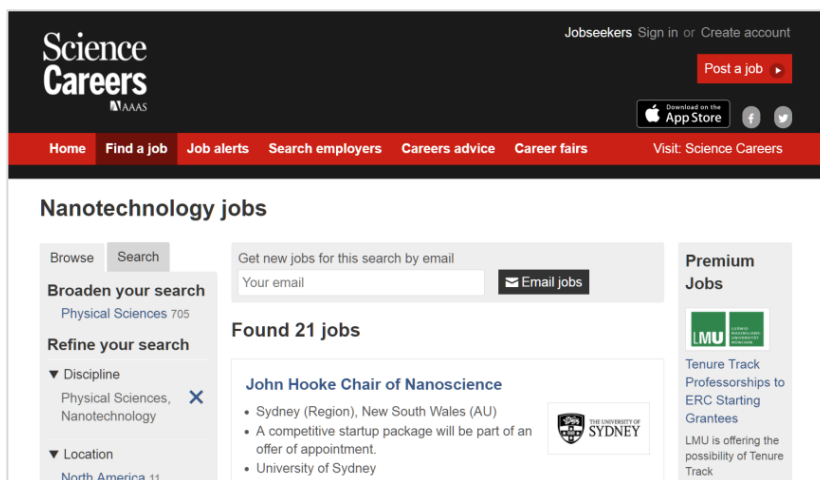 Science
Careers
AAAS
Jobseekers Sign in or Create account
Post a job
Download on the
App Store
Home Find a job Job alerts Search employers Careers advice Career fairs Visit: Science Careers
Nanotechnology jobs
Browse Search
Broaden your search
Physical Sciences 705
Refine your search
▼ Discipline
Physical Sciences,
Nanotechnology
▼ Location
North America 11
Get new jobs for this search by email
Your email Email jobs
Found 21 jobs
John Hooke Chair of Nanoscience
• Sydney (Region), New South Wales (AU)
• A competitive startup package will be part of an
offer of appointment.
• University of Sydney
THE UNIVERSITY OF
SYDNEY
Premium
Jobs
LMU
Tenure Track
Professorships to
ERC Starting
Grantees
LMU is offering the
possibility of Tenure
Track